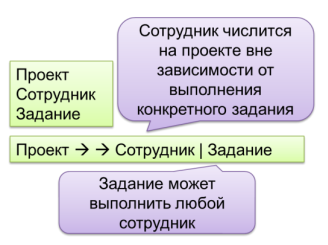 Сотрудник числится
на проекте вне
зависимости от
выполнения
конкретного задания
Проект
Сотрудник
Задание
Проект → → Сотрудник | Задание
Задание может
выполнить любой
сотрудник